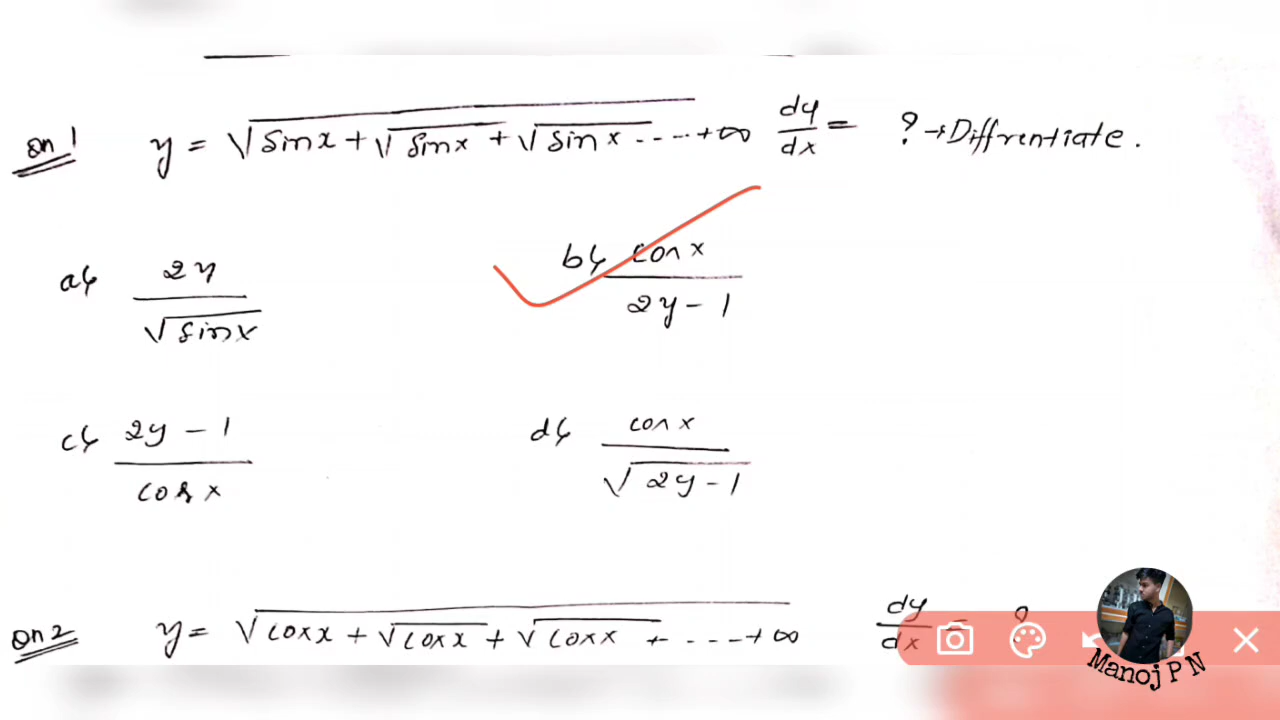 Qn 1 y = √sinx + √sinx + √sinx ---- +∞ dy/dx = ? → Diffrentiate.
a) 2y/√sinx b) cosx/2y - 1
c) 2y - 1/cosx d) cosx/√2y - 1
Qn 2 y = √cosx + √cosx + √cosx + ----+∞ dy/dx = ?
Manoj P N